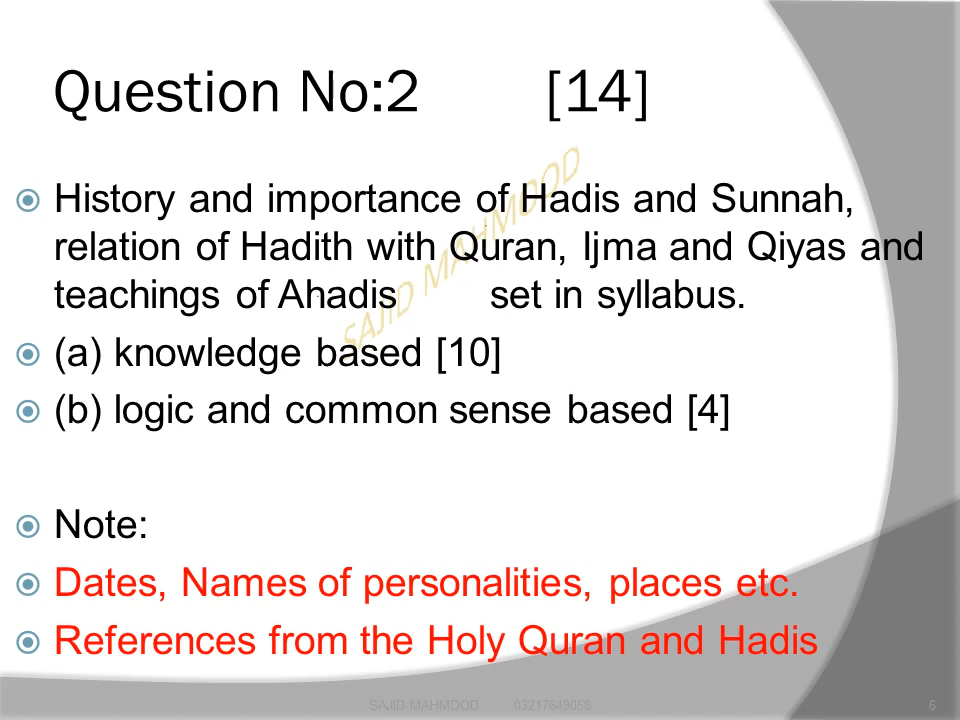 Question No:2 [14]
History and importance of Hadis and Sunnah,
relation of Hadith with Quran, Ijma and Qiyas and
teachings of Ahadis set in syllabus.
(a) knowledge based [10]
(b) logic and common sense based [4]
Note:
Dates, Names of personalities, places etc.
References from the Holy Quran and Hadis
SAJID MAHMOOD
SAJID MAHMOOD 03217649058 6